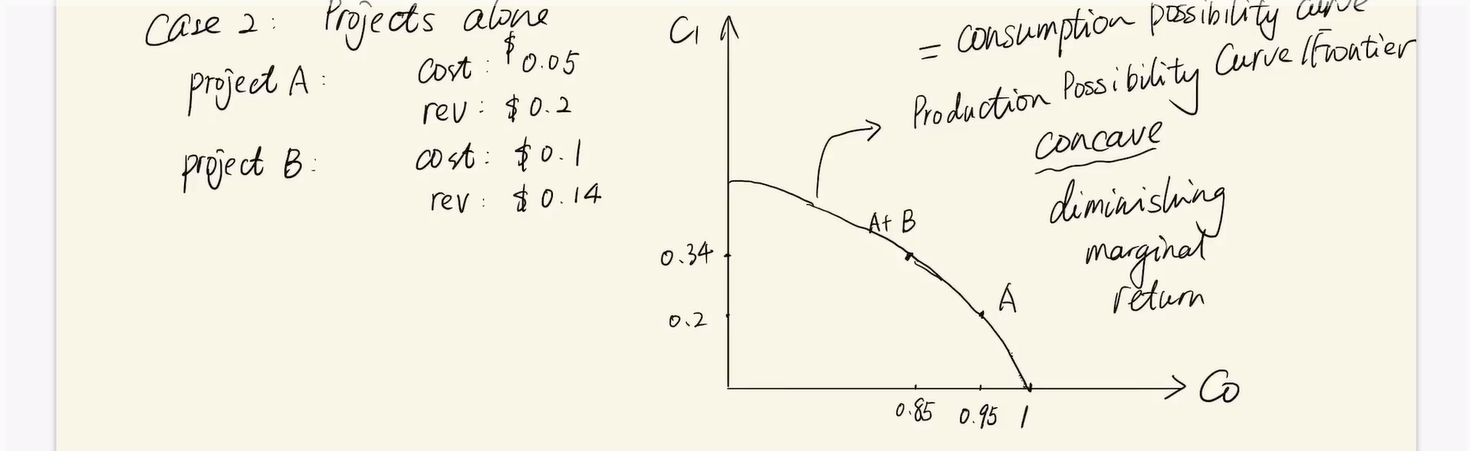 Case 2: Projects alone
project A: cost: $0.05
rev: $0.2
project B: cost: $0.1
rev: $0.14
C1
= consumption possibility curve
Production Possibility Curve/Frontier
concave
diminishing
marginal
return
A+B
A
0.34
0.2
0.85 0.95 1
C0